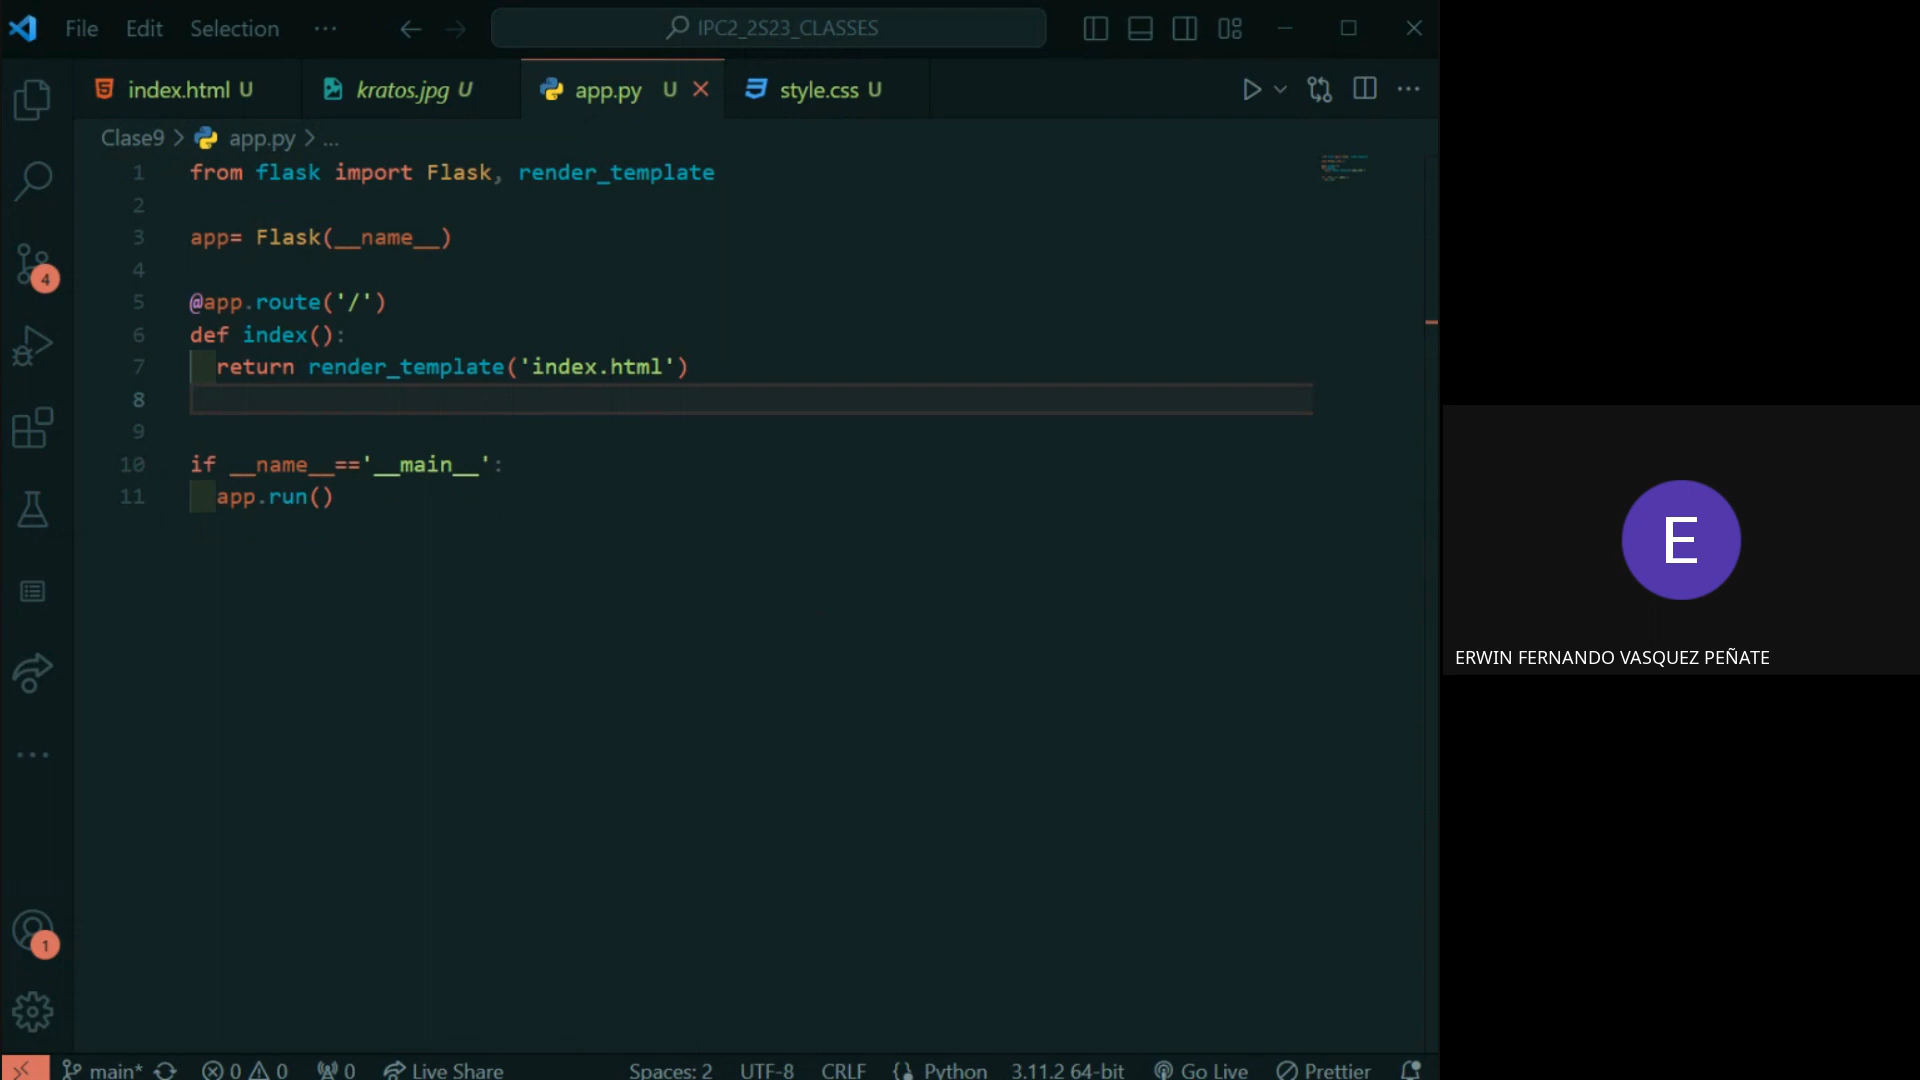 File Edit Selection ··· IPC2_2S23_CLASSES
index.html U kratos.jpg U app.py U style.css U
Clase9 > app.py > ...
1 from flask import Flask, render_template
2
3 app= Flask(__name__)
4
5 @app.route('/')
6 def index():
7 return render_template('index.html')
8
9
10 if __name__=='__main__':
11 app.run()
4
1
E
ERWIN FERNANDO VASQUEZ PEÑATE
main* 0 0 0 Live Share Spaces: 2 UTF-8 CRLF Python 3.11.2 64-bit Go Live Prettier